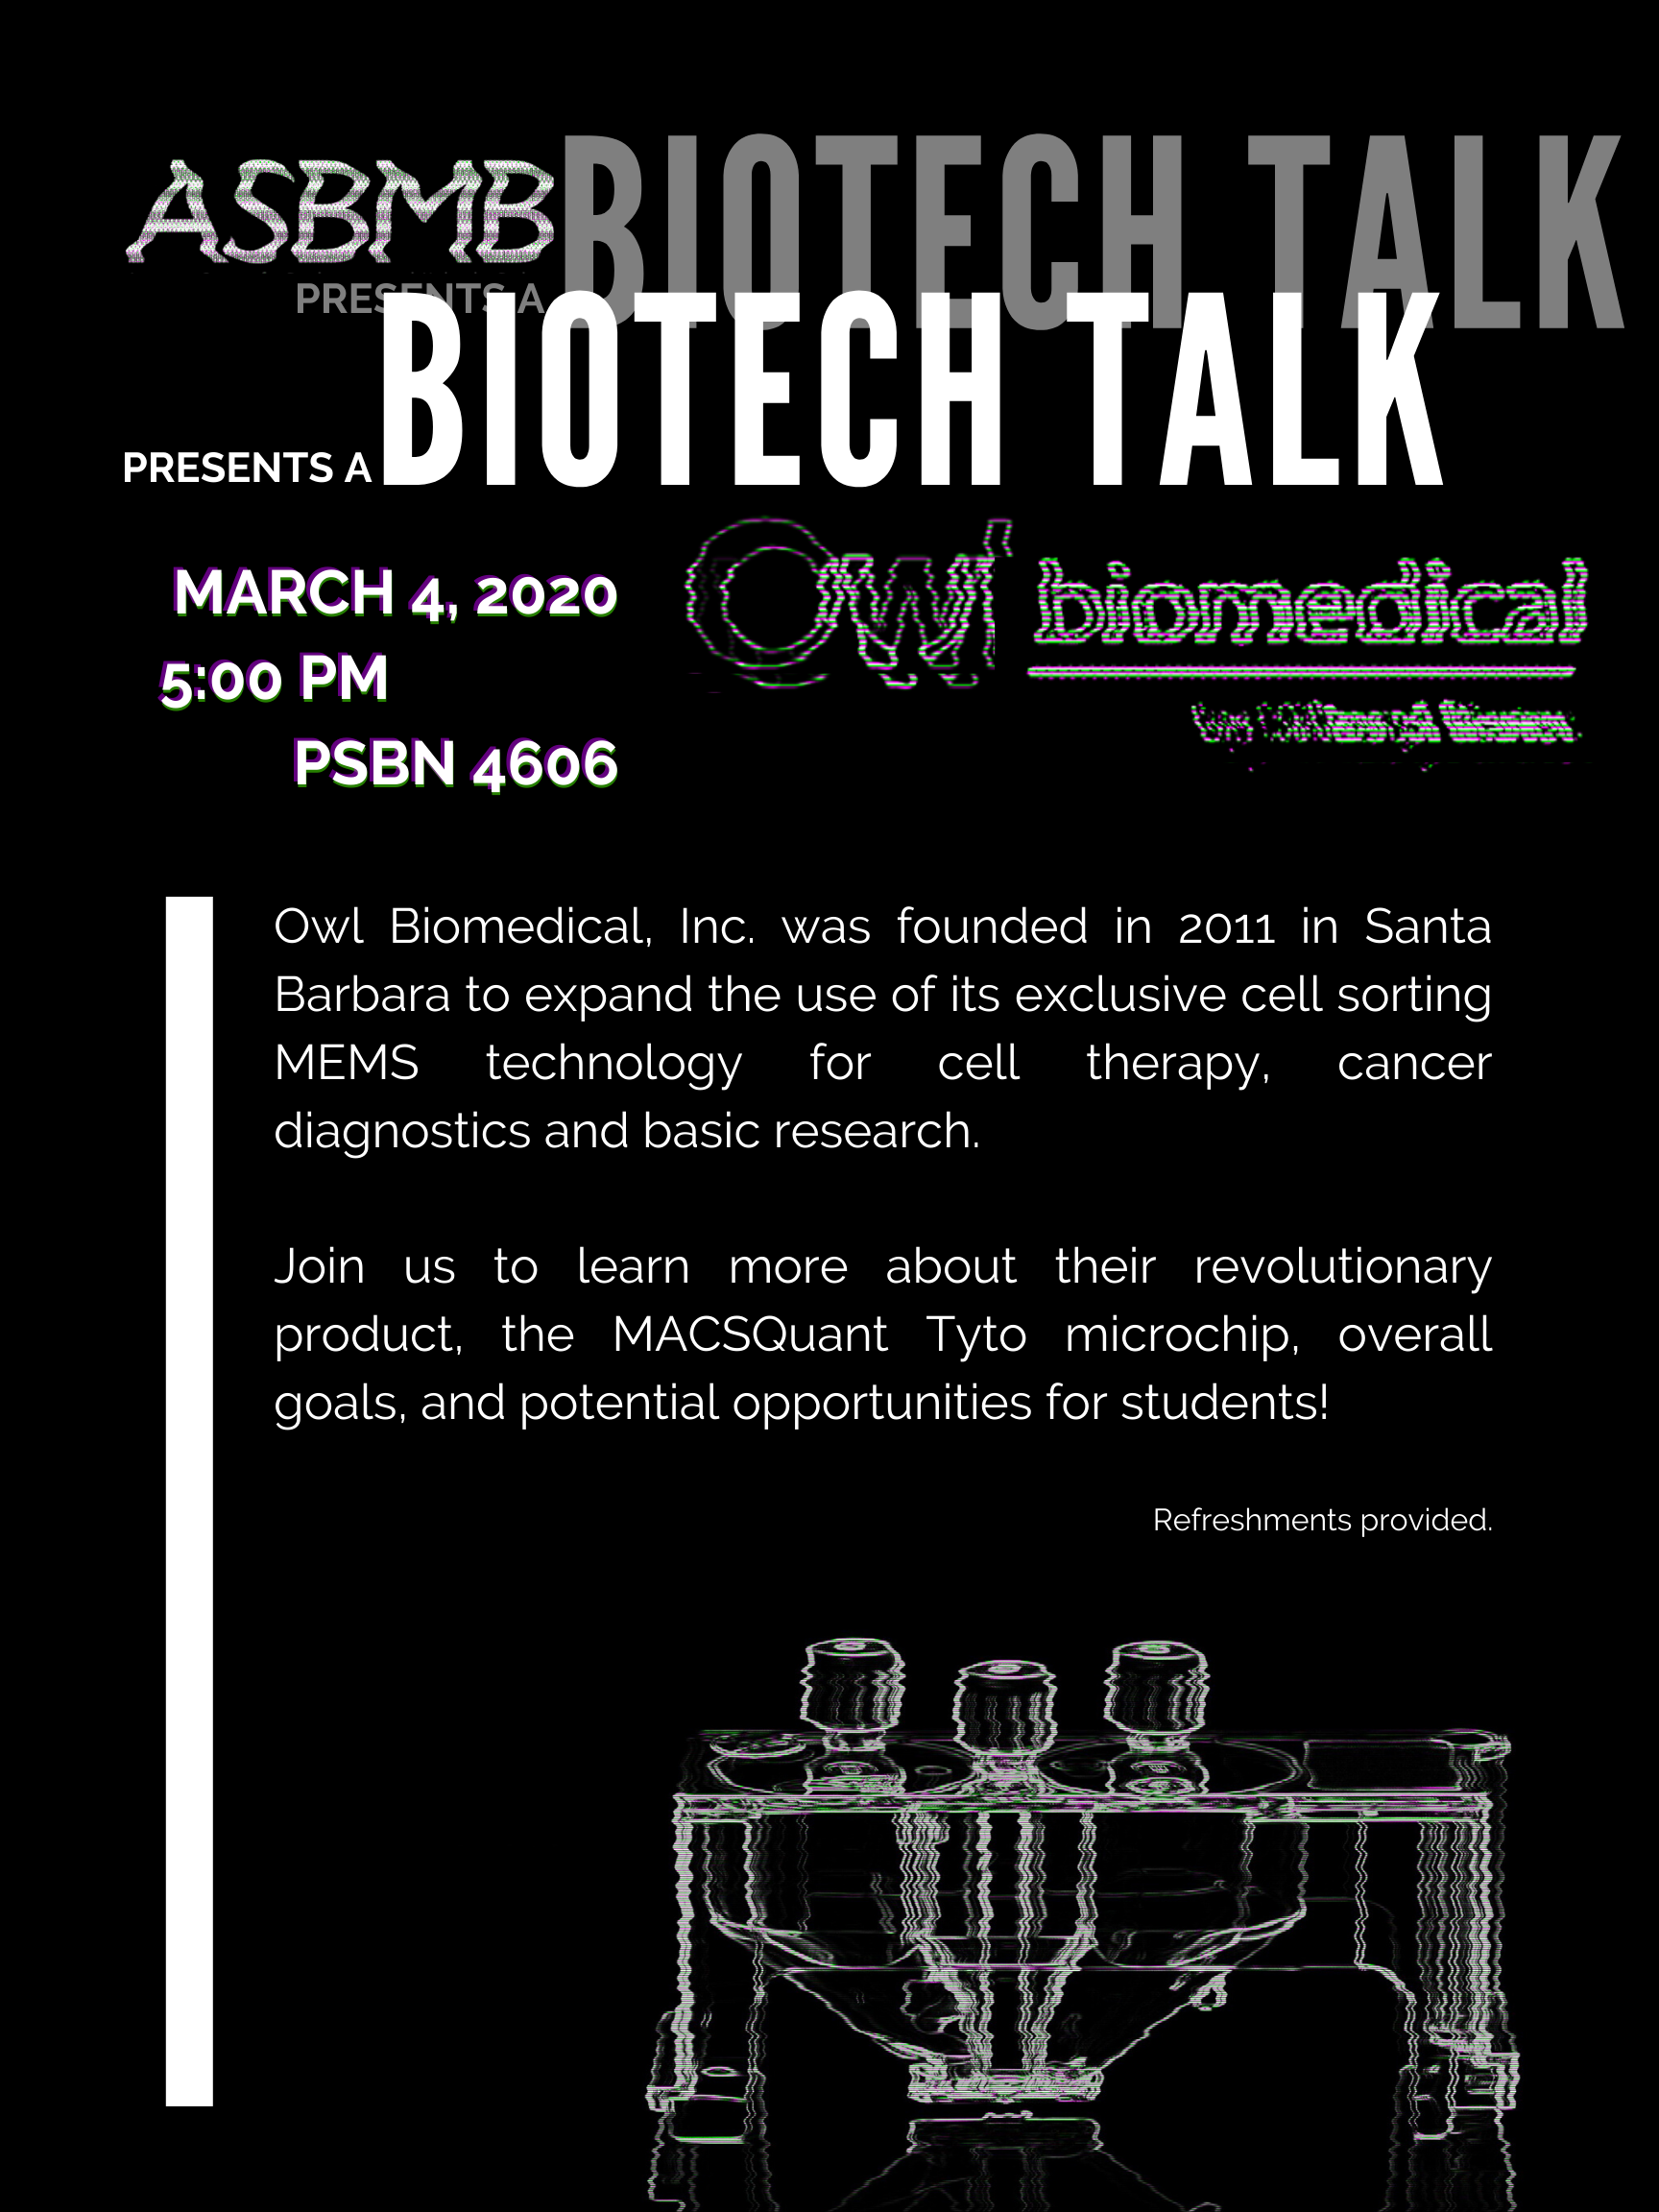 ASBMB
BIOTECH TALK
PRESENTS A
PRESENTS A BIOTECH TALK
MARCH 4, 2020
5:00 PM
PSBN 4606
Owl biomedical
Owl Biomedical, Inc. was founded in 2011 in Santa
Barbara to expand the use of its exclusive cell sorting
MEMS technology for cell therapy, cancer
diagnostics and basic research.
Join us to learn more about their revolutionary
product, the MACSQuant Tyto microchip, overall
goals, and potential opportunities for students!
Refreshments provided.